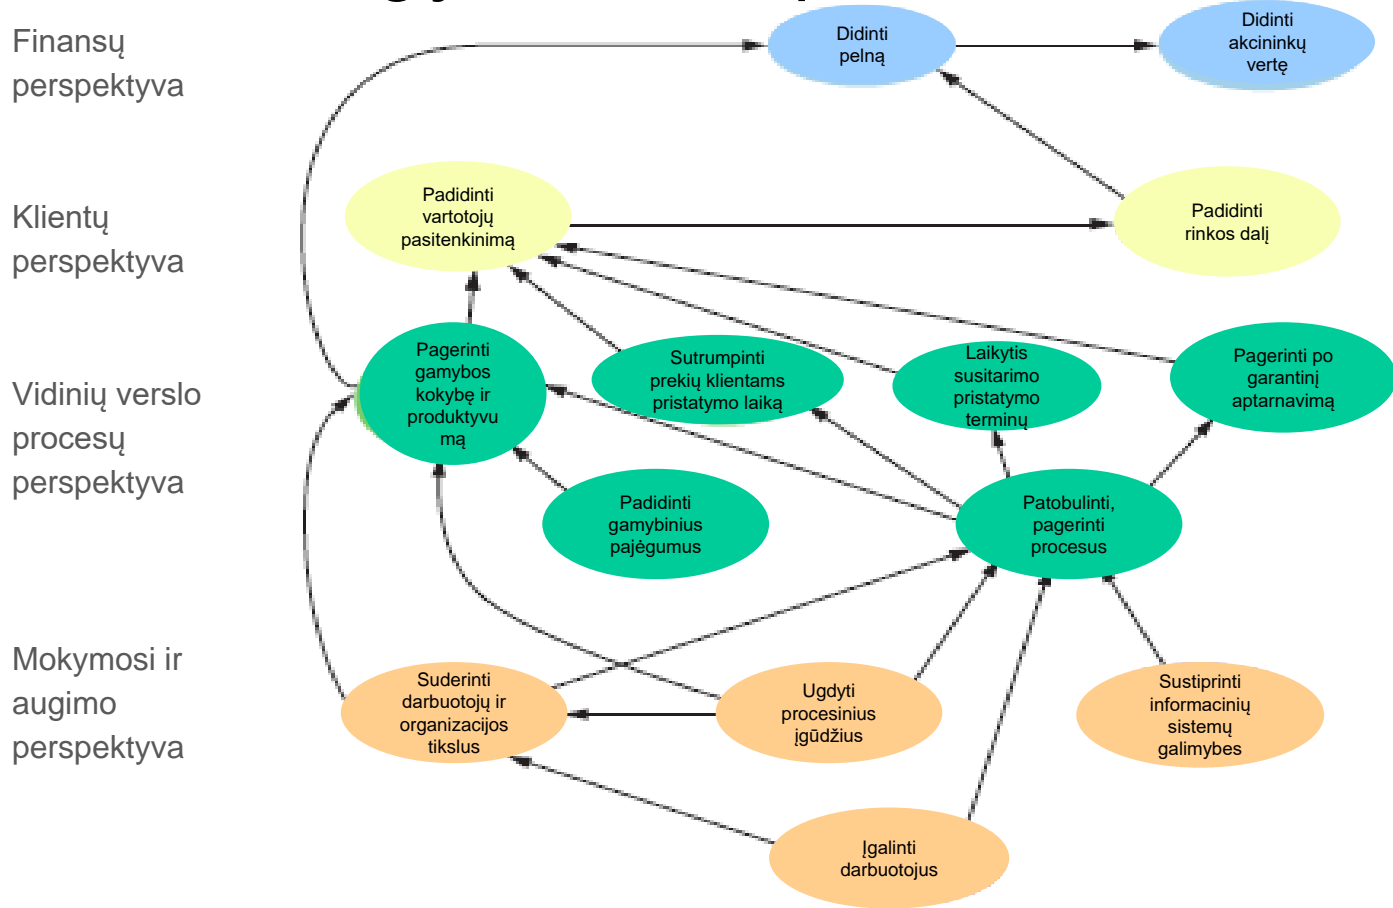 Finansų
perspektyva
Didinti
pelną
Didinti
akcininkų
vertę
Klientų
perspektyva
Padidinti
vartotojų
pasitenkinimą
Padidinti
rinkos dalį
Vidinių verslo
procesų
perspektyva
Pagerinti
gamybos
kokybę ir
produktyvu
mą
Sutrumpinti
prekių klientams
pristatymo laiką
Laikytis
susitarimo
pristatymo
terminų
Pagerinti po
garantinį
aptarnavimą
Padidinti
gamybinius
pajėgumus
Patobulinti,
pagerinti
procesus
Mokymosi ir
augimo
perspektyva
Suderinti
darbuotojų ir
organizacijos
tikslus
Ugdyti
procesinius
įgūdžius
Sustiprinti
informacinių
sistemų
galimybes
Įgalinti
darbuotojus